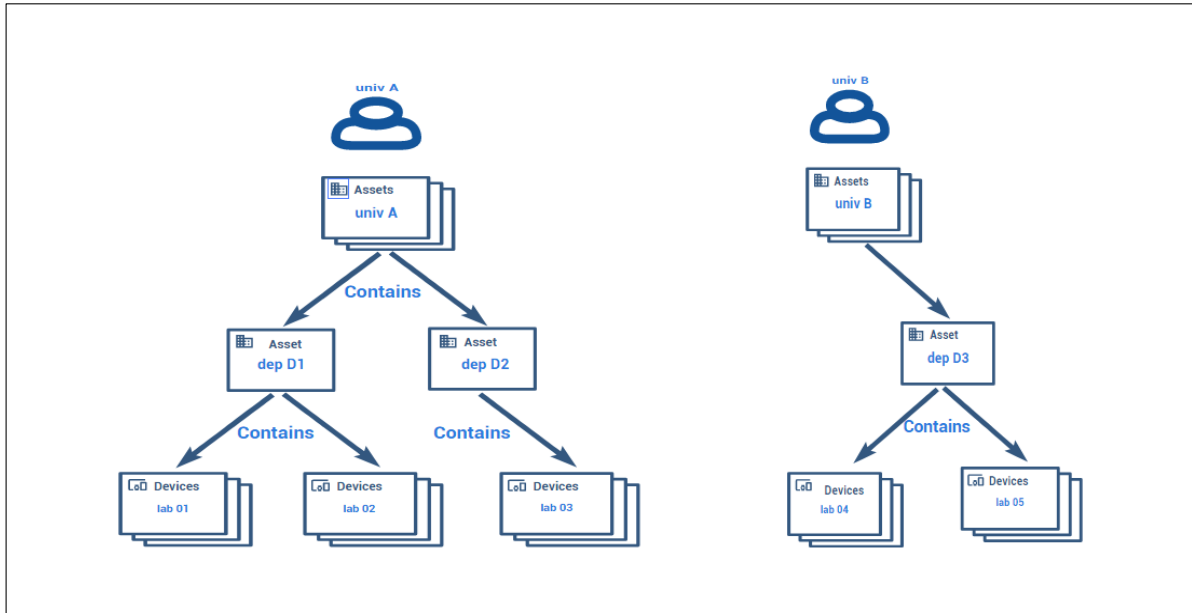 univ A
univ B
Assets
univ A
Assets
univ B
Contains
Asset
dep D1
Asset
dep D2
Asset
dep D3
Contains
Contains
Contains
Devices
lab 01
Devices
lab 02
Devices
lab 03
Devices
lab 04
Devices
lab 05